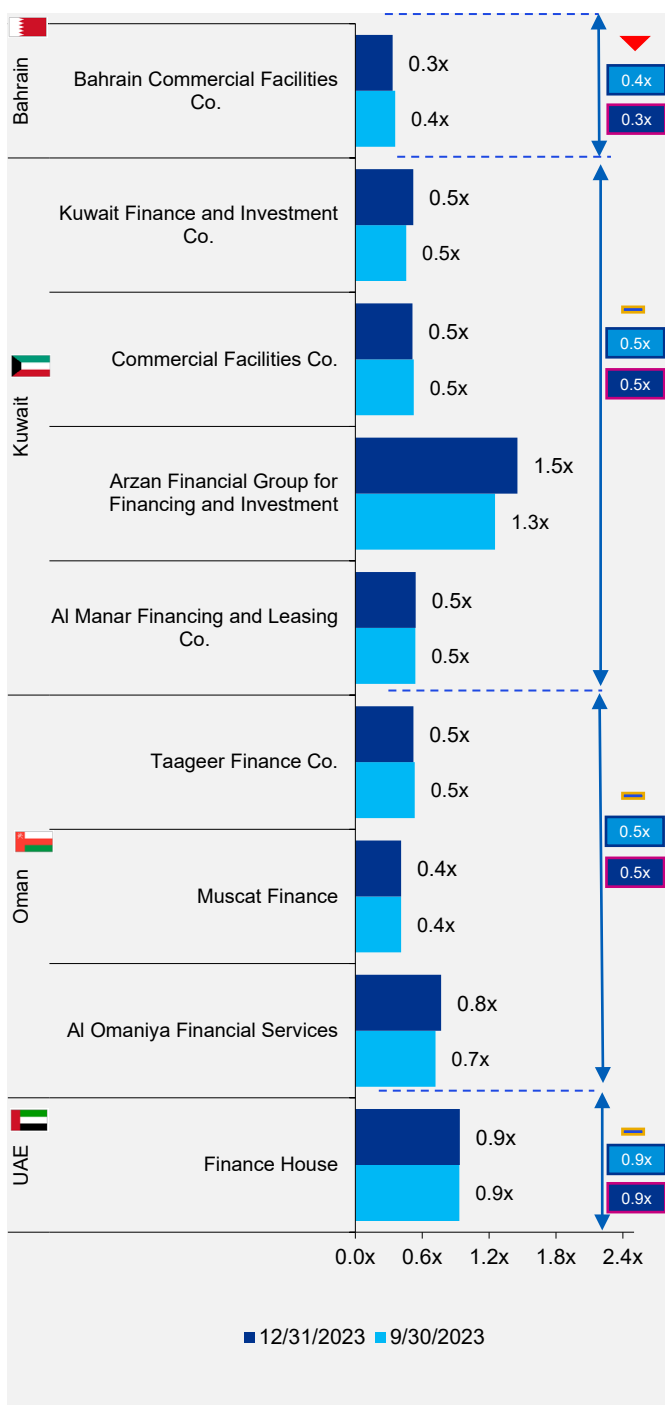 Bahrain
Bahrain Commercial Facilities
Co.
0.3x
0.4x
0.4x
0.3x
Kuwait
Kuwait Finance and Investment
Co.
0.5x
0.5x
Commercial Facilities Co.
0.5x
0.5x
0.5x
0.5x
Arzan Financial Group for
Financing and Investment
1.5x
1.3x
Al Manar Financing and Leasing
Co.
0.5x
0.5x
Oman
Taageer Finance Co.
0.5x
0.5x
0.5x
0.5x
Muscat Finance
0.4x
0.4x
Al Omaniya Financial Services
0.8x
0.7x
UAE
Finance House
0.9x
0.9x
0.9x
0.9x
0.0x 0.6x 1.2x 1.8x 2.4x
12/31/2023 9/30/2023